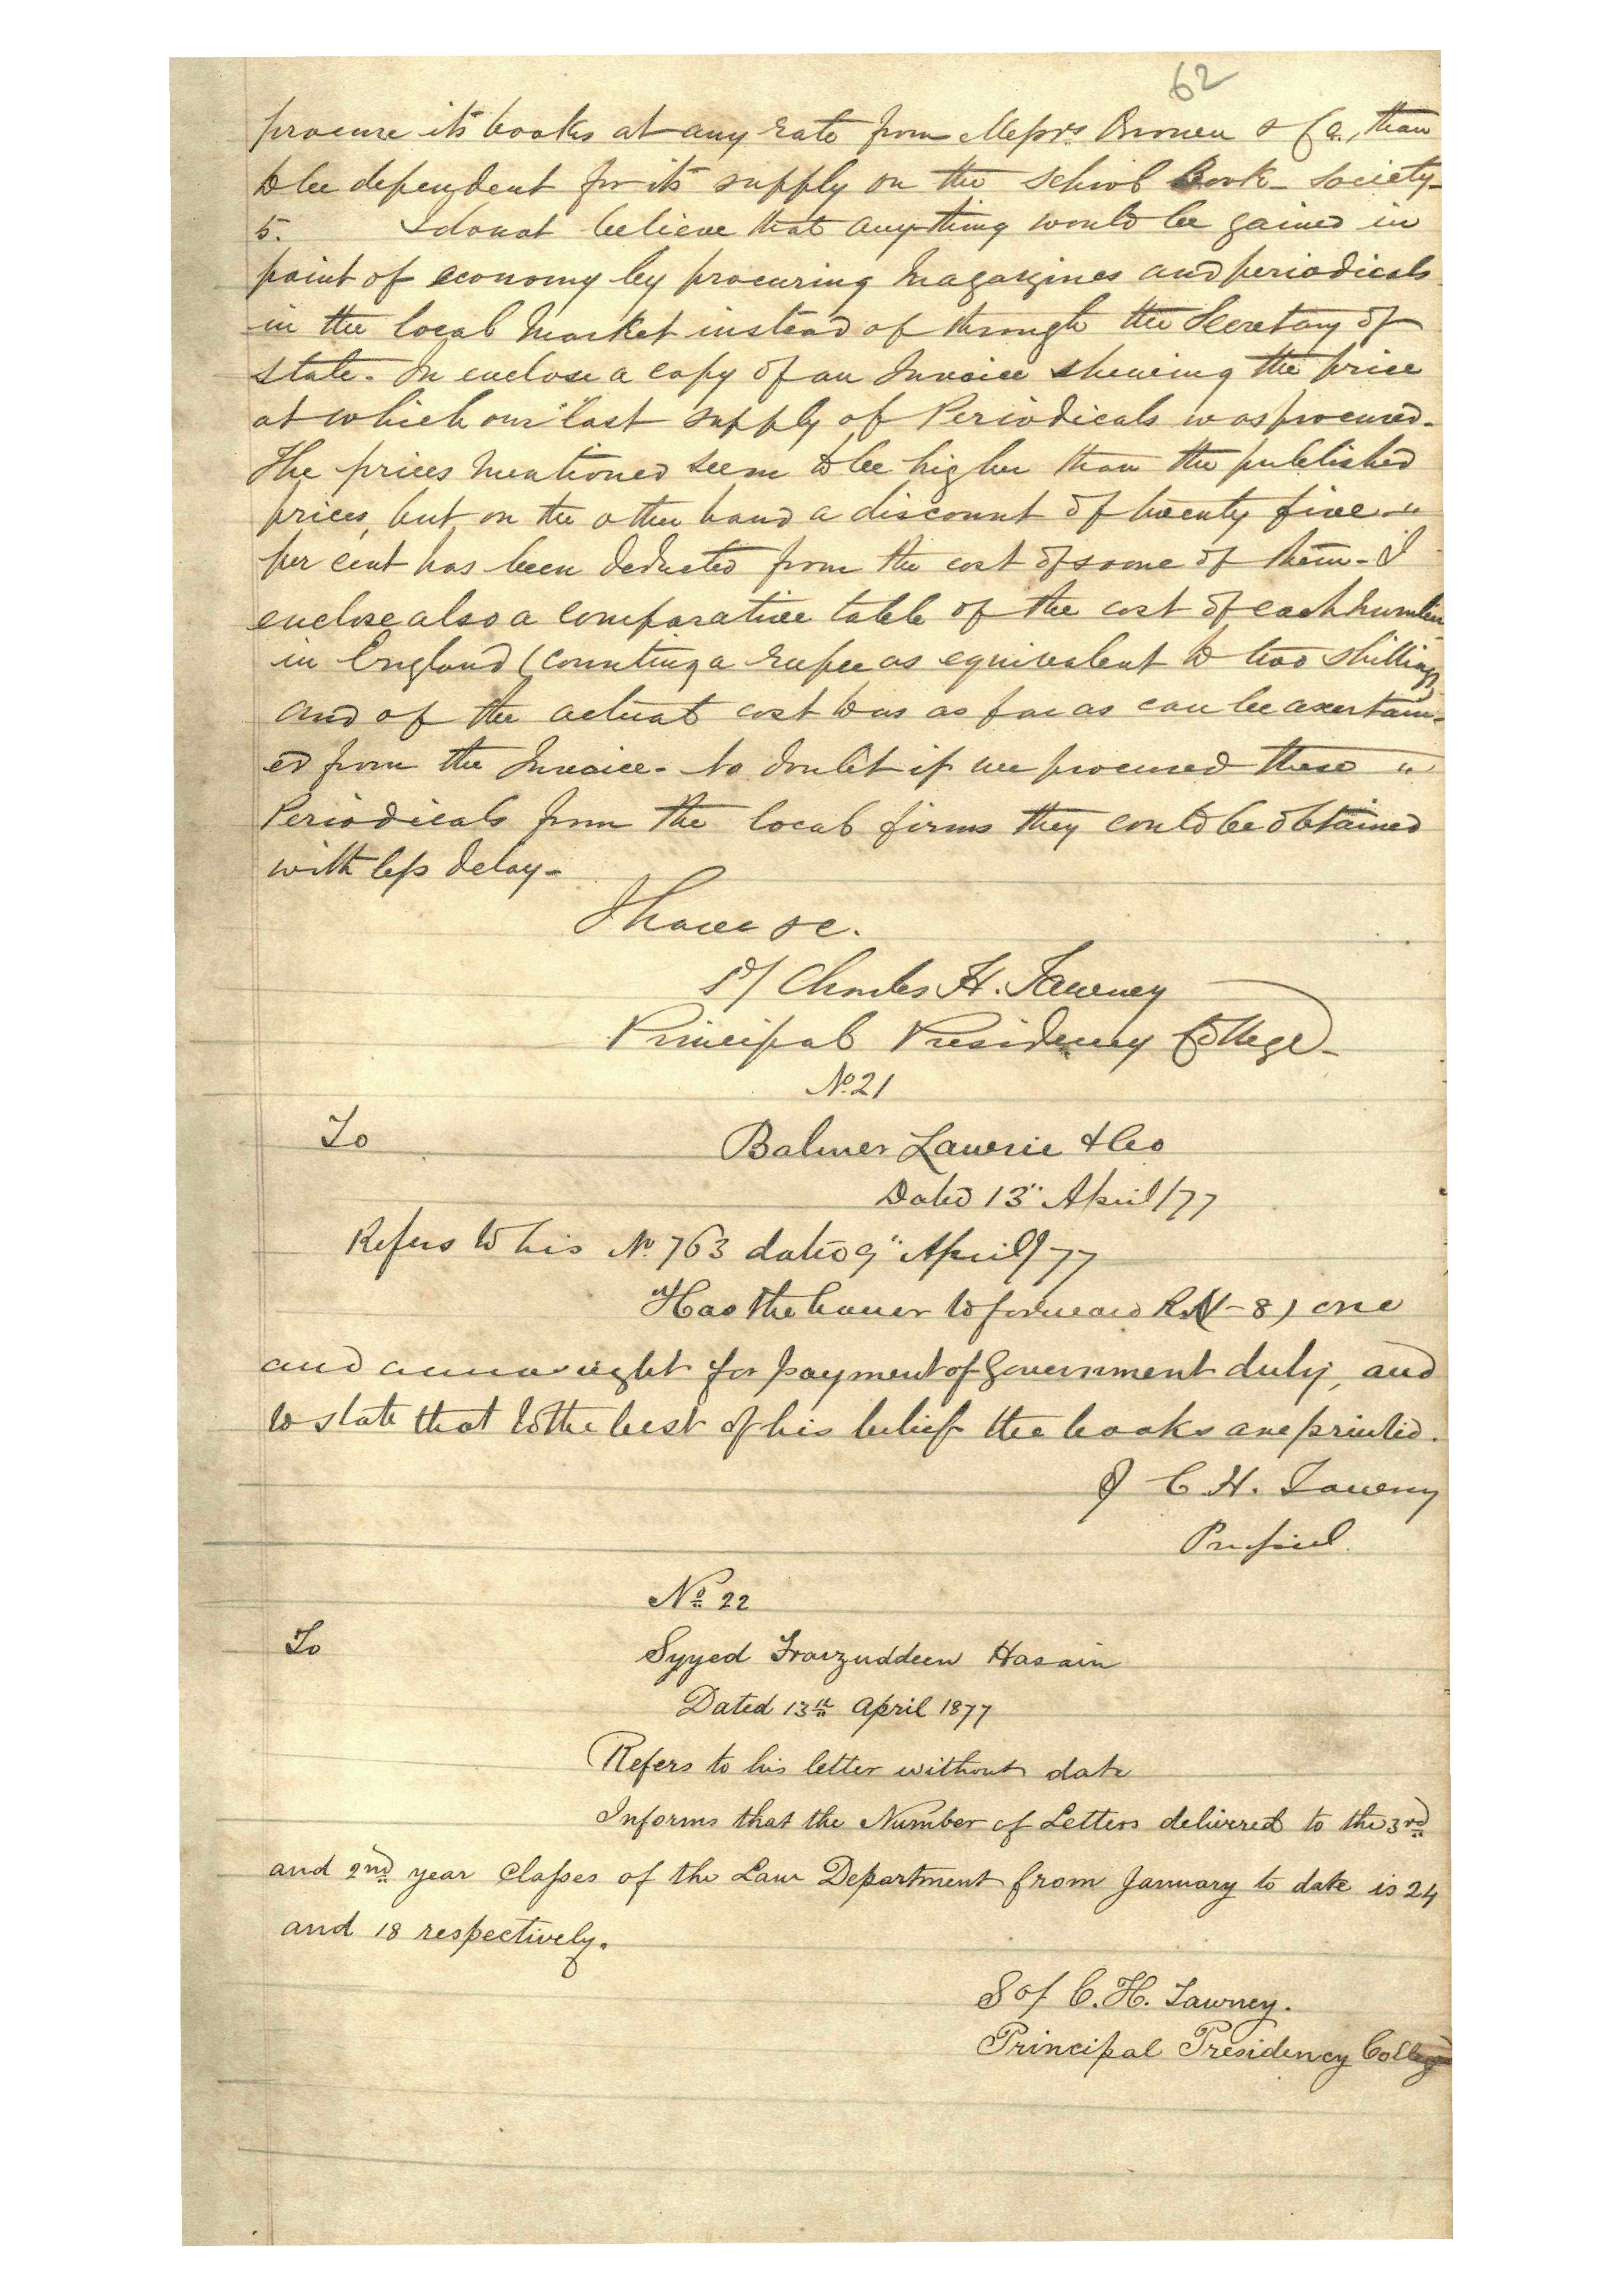 62
procure its books at any rate from Messrs. & Co., than
to be dependent for its supply on the School Book Society-
5. I do not believe that anything would be gained in
point of economy by procuring Magazines and periodicals
in the local Market instead of through the Secretary of
State. In enclose a copy of an Invoice shewing the price
at which our last supply of Periodicals was procured.
The prices mentioned seem to be higher than the published
prices, but on the other hand a discount of twenty five
per cent has been deducted from the cost of some of them - I
enclose also a comparative table of the cost of each number
in England (counting a rupee as equivalent to two shillings)
and of the actual cost to us as far as can be ascertain-
ed from the Invoice. No doubt if we procured these
Periodicals from the local firms they could be obtained
with less delay-
I have &c.
Sd/ Charles H. Tawney
Principal Presidency College-
No. 21
To Balmer Lawrie & Co
Dated 13" April/77
Refers to his No. 763 dated 9" April/77
Has the honor to forward (1-8) one
and annas eight for payment of Government duty, and
to state that to the best of his belief the books are printed.
C. H. Tawney
No. 22
To Syyed Hasain
Dated 13th April 1877
Refers to his letter without date
Informs that the Number of Letters delivered to the 3rd
and 2nd year Classes of the Law Department from January to date is 24
and 18 respectively.
Sd/ C. H. Tawney.
Principal Presidency College